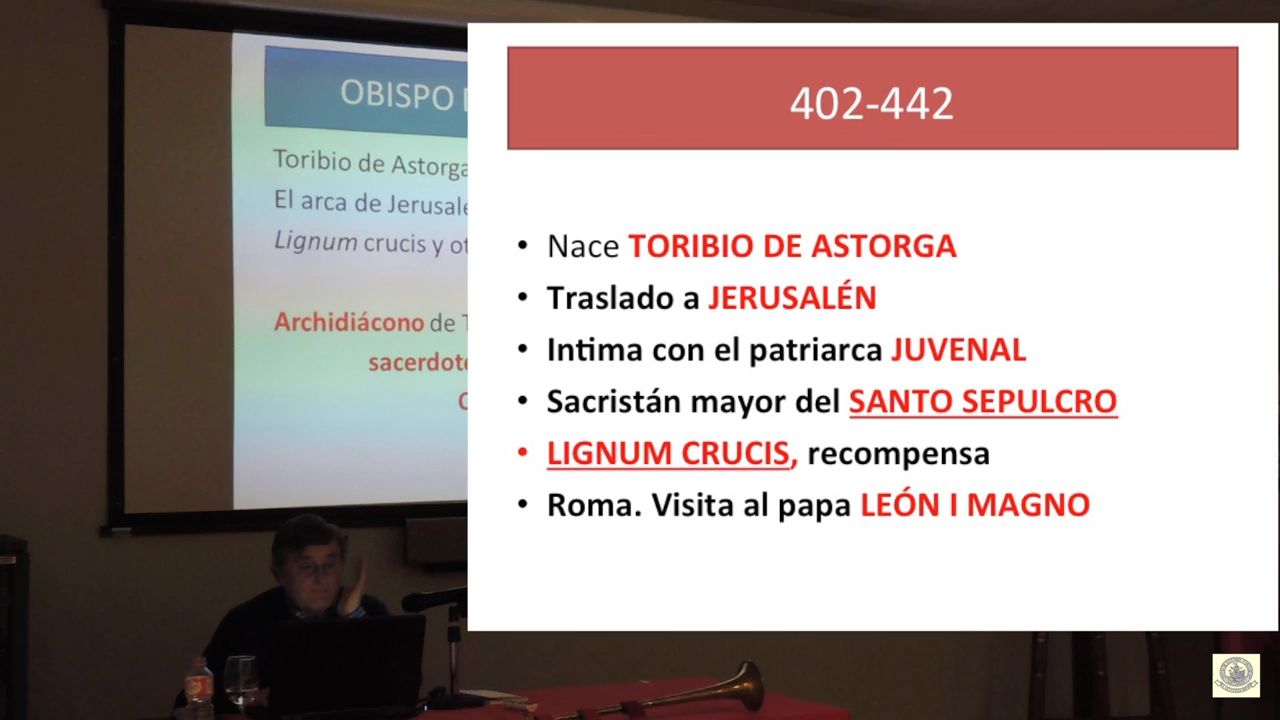 OBISPO
Toribio de Astorga
El arca de Jerusalé
Lignum crucis y ot
Archidiácono de T
sacerdote
402-442
• Nace TORIBIO DE ASTORGA
• Traslado a JERUSALÉN
• Intima con el patriarca JUVENAL
• Sacristán mayor del SANTO SEPULCRO
• LIGNUM CRUCIS, recompensa
• Roma. Visita al papa LEÓN I MAGNO